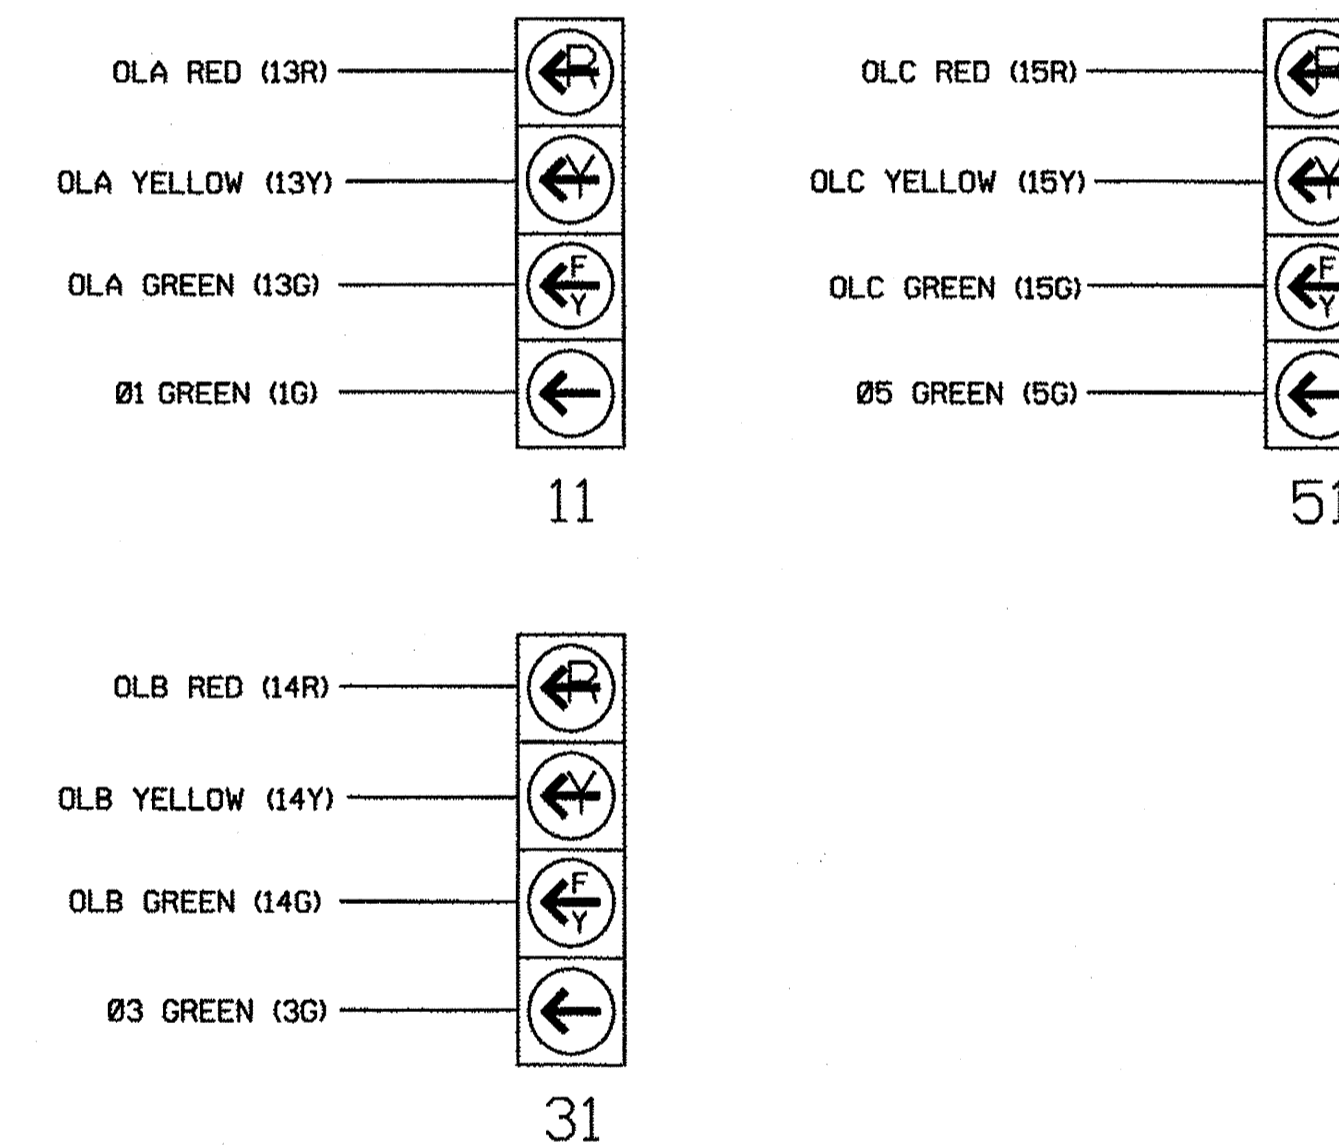 OLA RED (13R)
R
OLA YELLOW (13Y)
Y
OLA GREEN (13G)
F
Y
Ø1 GREEN (1G)
11
OLC RED (15R)
R
OLC YELLOW (15Y)
Y
OLC GREEN (15G)
F
Y
Ø5 GREEN (5G)
51
OLB RED (14R)
R
OLB YELLOW (14Y)
Y
OLB GREEN (14G)
F
Y
Ø3 GREEN (3G)
31